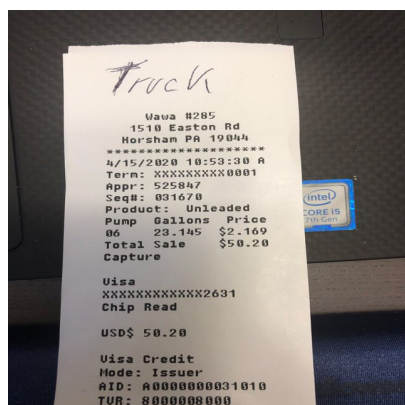 Truck
Wawa #285
1510 Easton Rd
Horsham PA 19044
********************
4/15/2020 10:53:30 A
Term: XXXXXXXXX0001
Appr: 525847
Seq#: 031670
Product: Unleaded
Pump Gallons Price
06 23.145 $2.169
Total Sale $50.20
Capture
Visa
XXXXXXXXXXXX2631
Chip Read
USD$ 50.20
Visa Credit
Mode: Issuer
AID: A0000000031010
TVR: 8000008000
intel
CORE i5
7th Gen